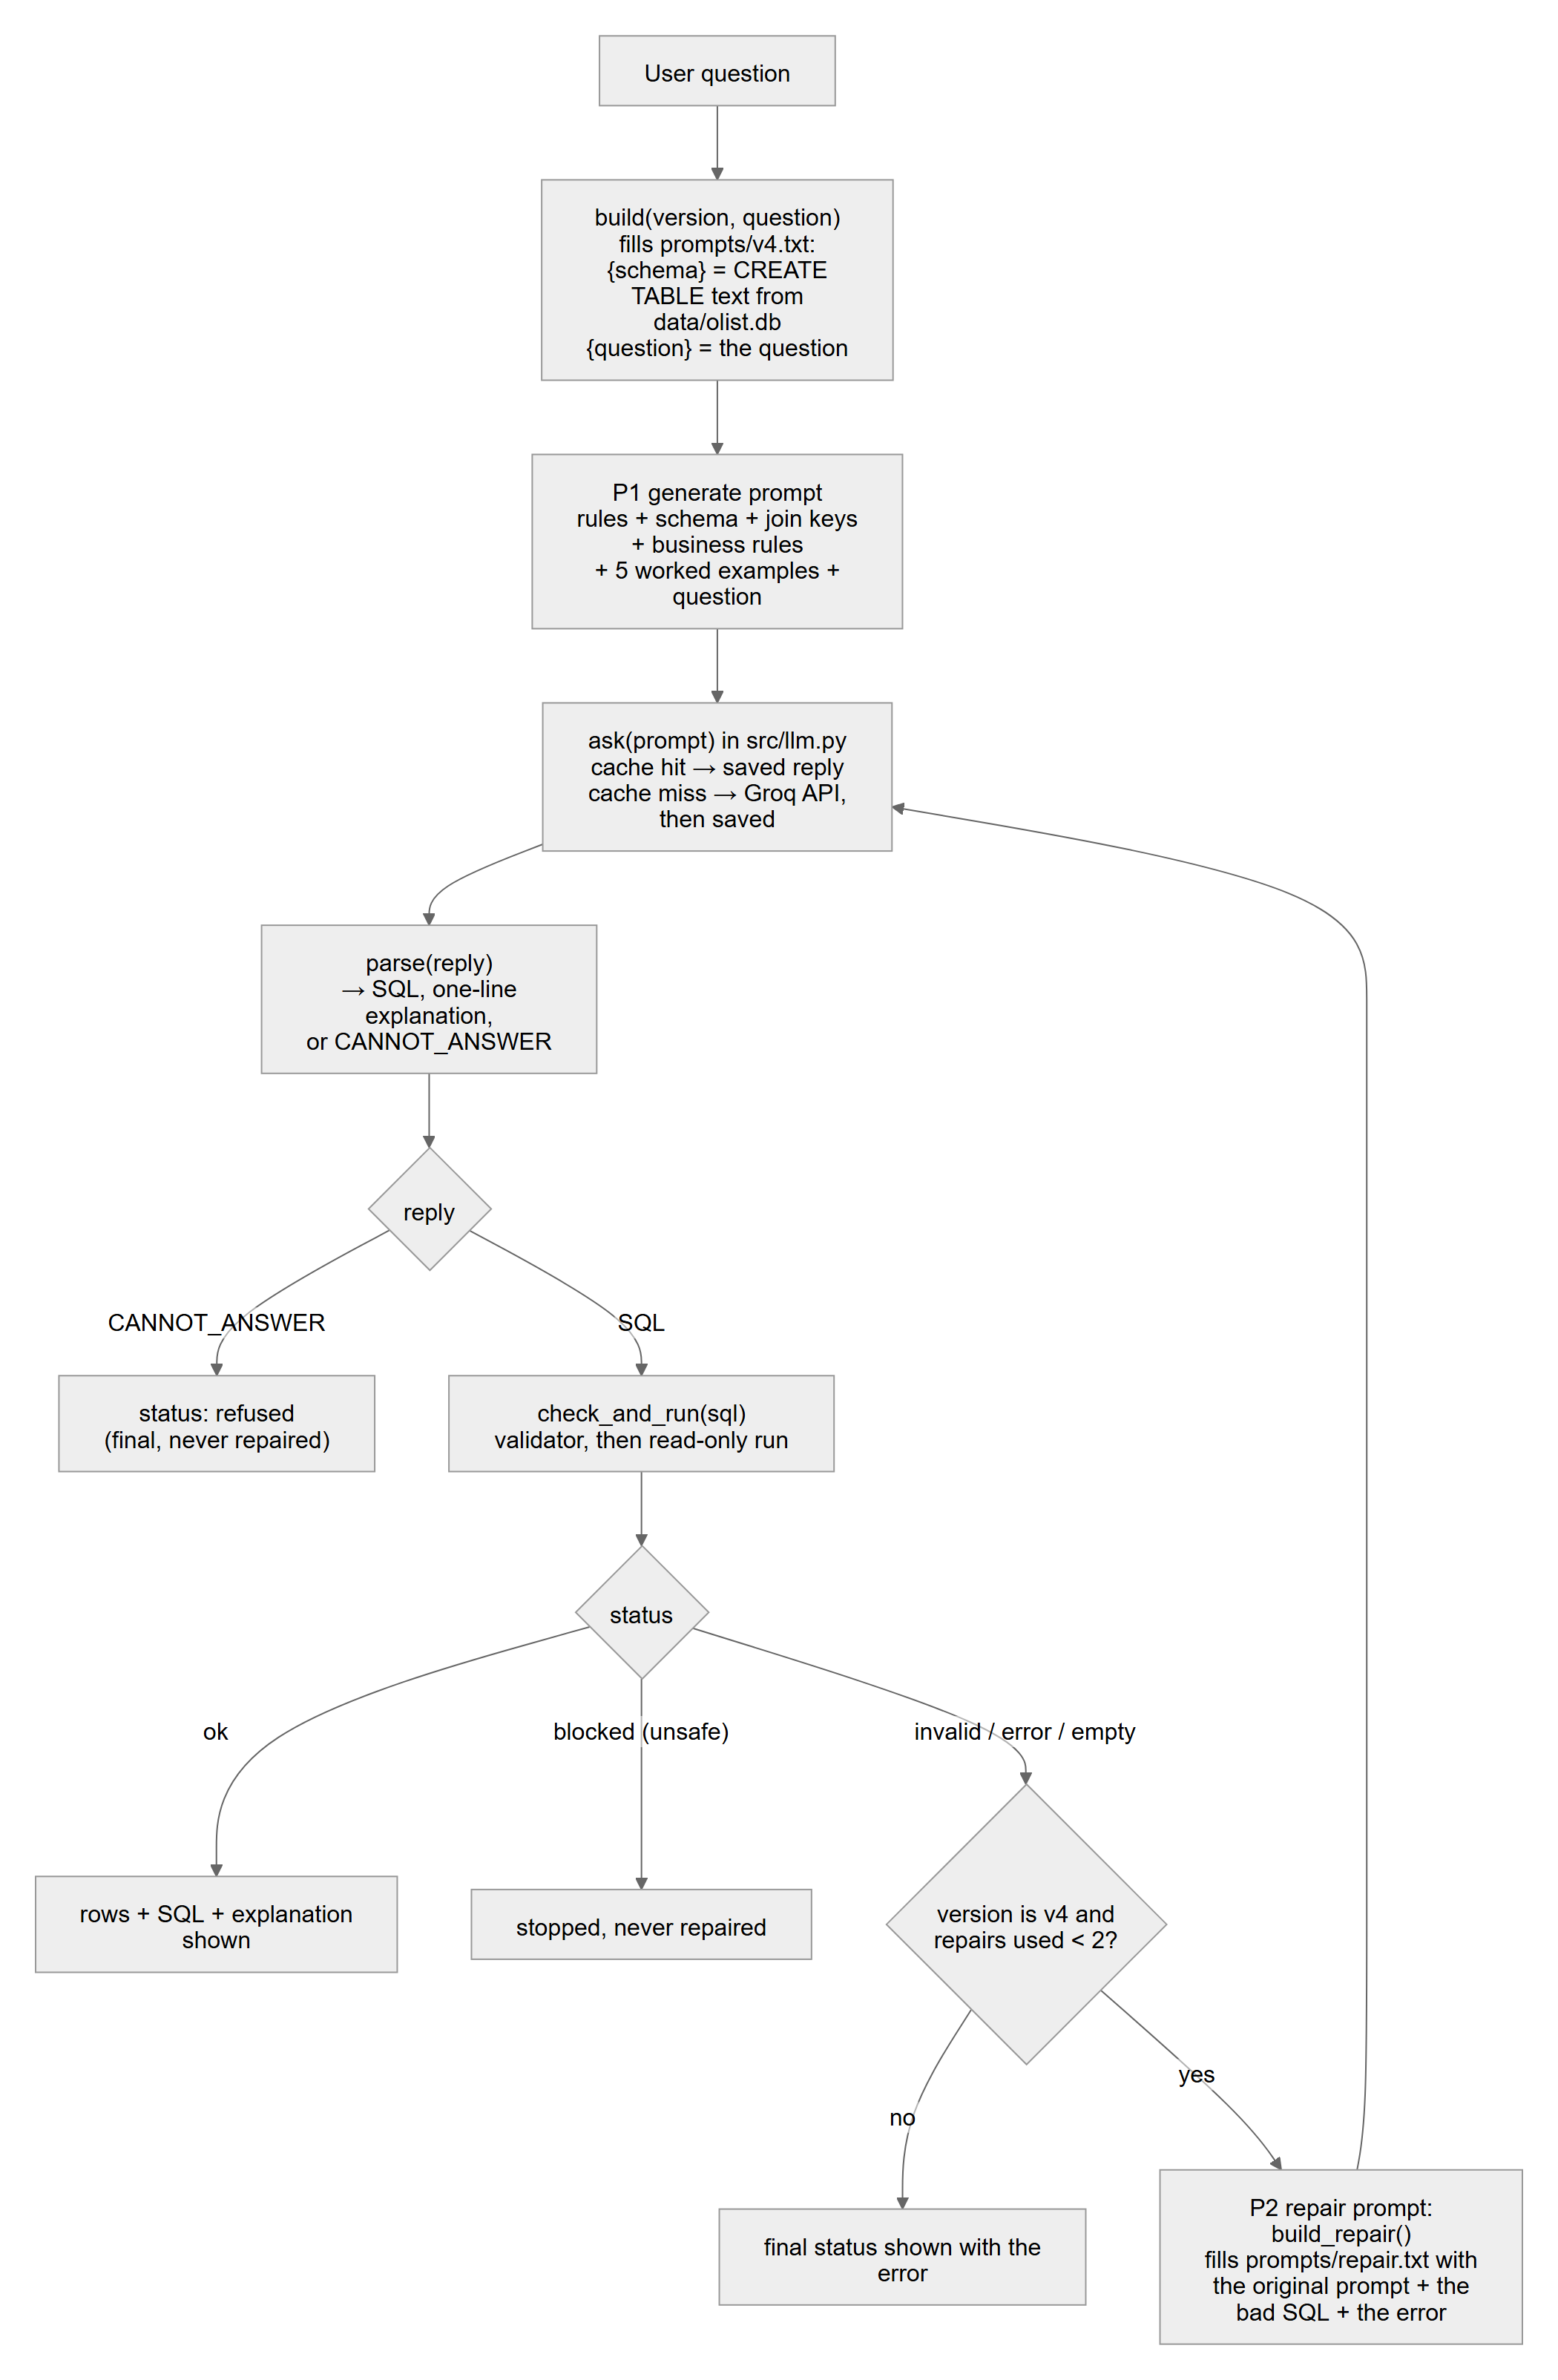 User question
build(version, question)
fills prompts/v4.txt:
{schema} = CREATE
TABLE text from
data/olist.db
{question} = the question
P1 generate prompt
rules + schema + join keys
+ business rules
+ 5 worked examples +
question
ask(prompt) in src/llm.py
cache hit → saved reply
cache miss → Groq API,
then saved
parse(reply)
→ SQL, one-line
explanation,
or CANNOT_ANSWER
reply
CANNOT_ANSWER
SQL
status: refused
(final, never repaired)
check_and_run(sql)
validator, then read-only run
status
ok
blocked (unsafe)
invalid / error / empty
rows + SQL + explanation
shown
stopped, never repaired
version is v4 and
repairs used < 2?
yes
no
final status shown with the
error
P2 repair prompt:
build_repair()
fills prompts/repair.txt with
the original prompt + the
bad SQL + the error